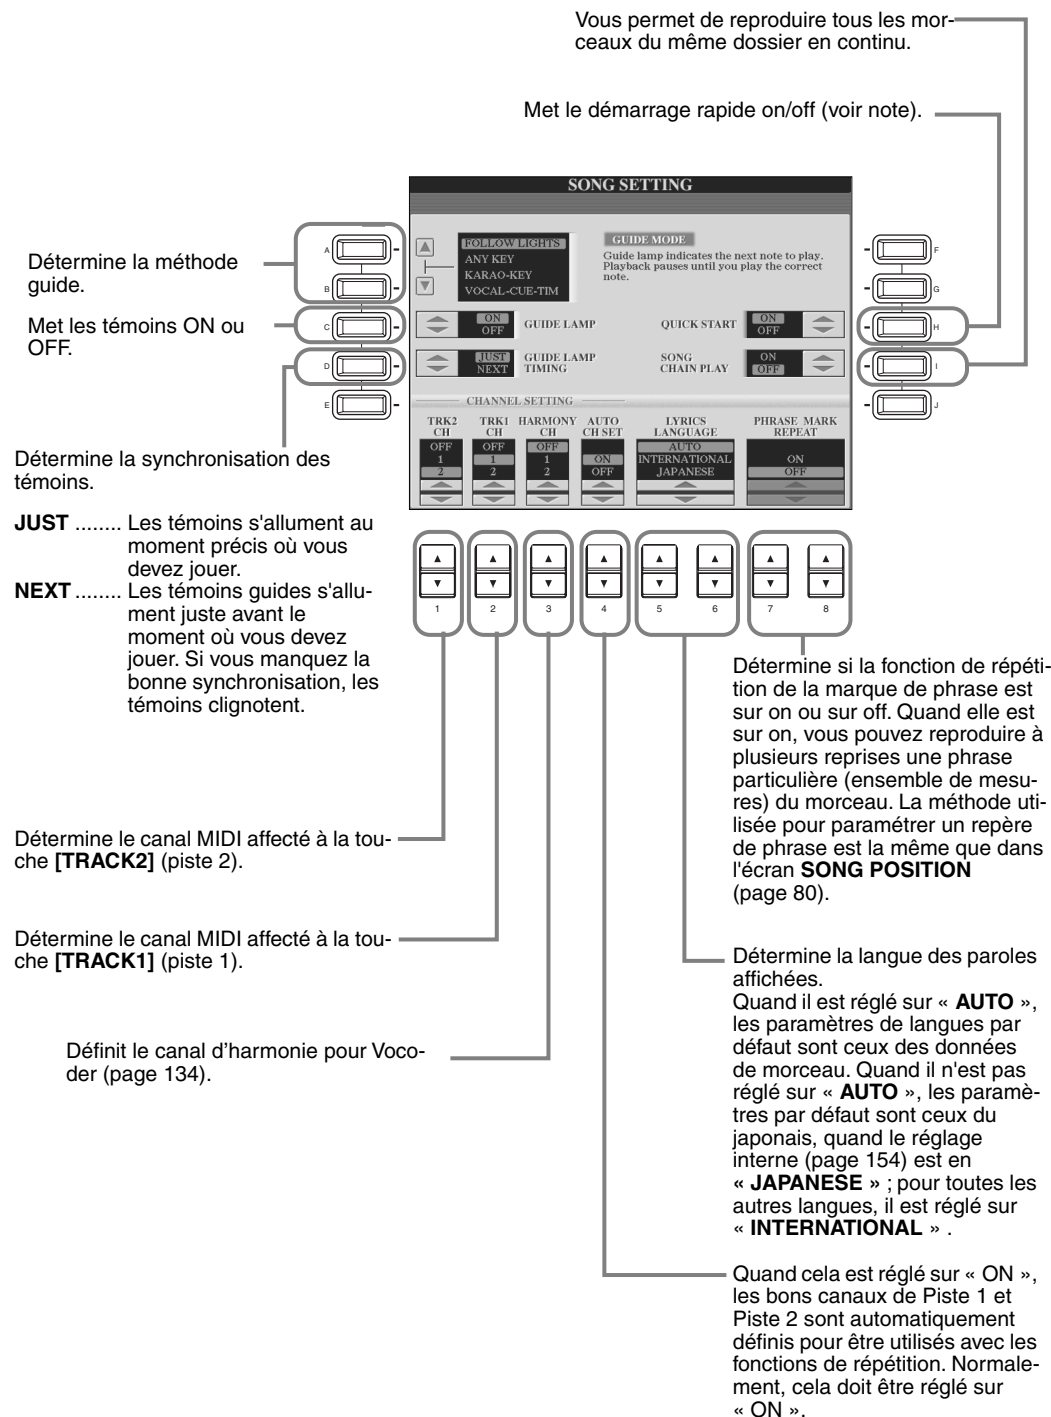 Vous permet de reproduire tous les mor-
ceaux du même dossier en continu.
Met le démarrage rapide on/off (voir note).
SONG SETTING
Détermine la méthode
guide.
Met les témoins ON ou
OFF.
A
B
C
D
E
FOLLOW LIGHTS
ANY KEY
KARAO-KEY
VOCAL-CUE-TIM
GUIDE MODE
Guide lamp indicates the next note to play.
Playback pauses until you play the correct
note.
ON
OFF
GUIDE LAMP
QUICK START
ON
OFF
JUST
NEXT
GUIDE LAMP
TIMING
SONG
CHAIN PLAY
ON
OFF
F
G
H
I
J
CHANNEL SETTING
TRK2
CH
OFF
1
2
TRK1
CH
OFF
1
2
HARMONY
CH
OFF
1
2
AUTO
CH SET
ON
OFF
LYRICS
LANGUAGE
AUTO
INTERNATIONAL
JAPANESE
PHRASE MARK
REPEAT
ON
OFF
1 2 3 4 5 6 7 8
Détermine la synchronisation des
témoins.
JUST ........ Les témoins s'allument au
moment précis où vous
devez jouer.
NEXT ........ Les témoins guides s'allu-
ment juste avant le
moment où vous devez
jouer. Si vous manquez la
bonne synchronisation, les
témoins clignotent.
Détermine le canal MIDI affecté à la tou-
che [TRACK2] (piste 2).
Détermine le canal MIDI affecté à la tou-
che [TRACK1] (piste 1).
Définit le canal d'harmonie pour Voco-
der (page 134).
Détermine si la fonction de répéti-
tion de la marque de phrase est
sur on ou sur off. Quand elle est
sur on, vous pouvez reproduire à
plusieurs reprises une phrase
particulière (ensemble de mesu-
res) du morceau. La méthode uti-
lisée pour paramétrer un repère
de phrase est la même que dans
l'écran SONG POSITION
(page 80).
Détermine la langue des paroles
affichées.
Quand il est réglé sur « AUTO »,
les paramètres de langues par
défaut sont ceux des données
de morceau. Quand il n'est pas
réglé sur « AUTO », les paramè-
tres par défaut sont ceux du
japonais, quand le réglage
interne (page 154) est en
« JAPANESE » ; pour toutes les
autres langues, il est réglé sur
« INTERNATIONAL » .
Quand cela est réglé sur « ON »,
les bons canaux de Piste 1 et
Piste 2 sont automatiquement
définis pour être utilisés avec les
fonctions de répétition. Normale-
ment, cela doit être réglé sur
« ON ».